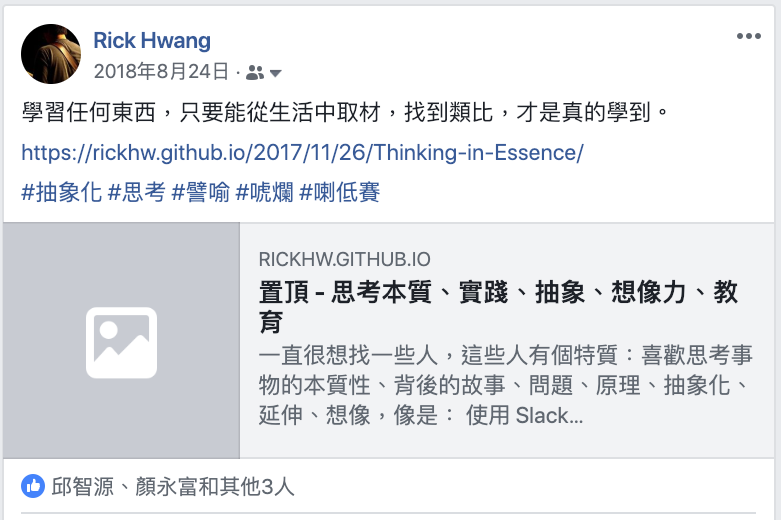 Rick Hwang
2018年8月24日 ·
學習任何東西，只要能從生活中取材，找到類比，才是真的學到。
https://rickhw.github.io/2017/11/26/Thinking-in-Essence/
#抽象化 #思考 #譬喻 #唬爛 #喇低賽
RICKHW.GITHUB.IO
置頂 - 思考本質、實踐、抽象、想像力、教
育
一直很想找一些人，這些人有個特質：喜歡思考事
物的本質性、背後的故事、問題、原理、抽象化、
延伸、想像，像是： 使用 Slack...
邱智源、顏永富和其他3人